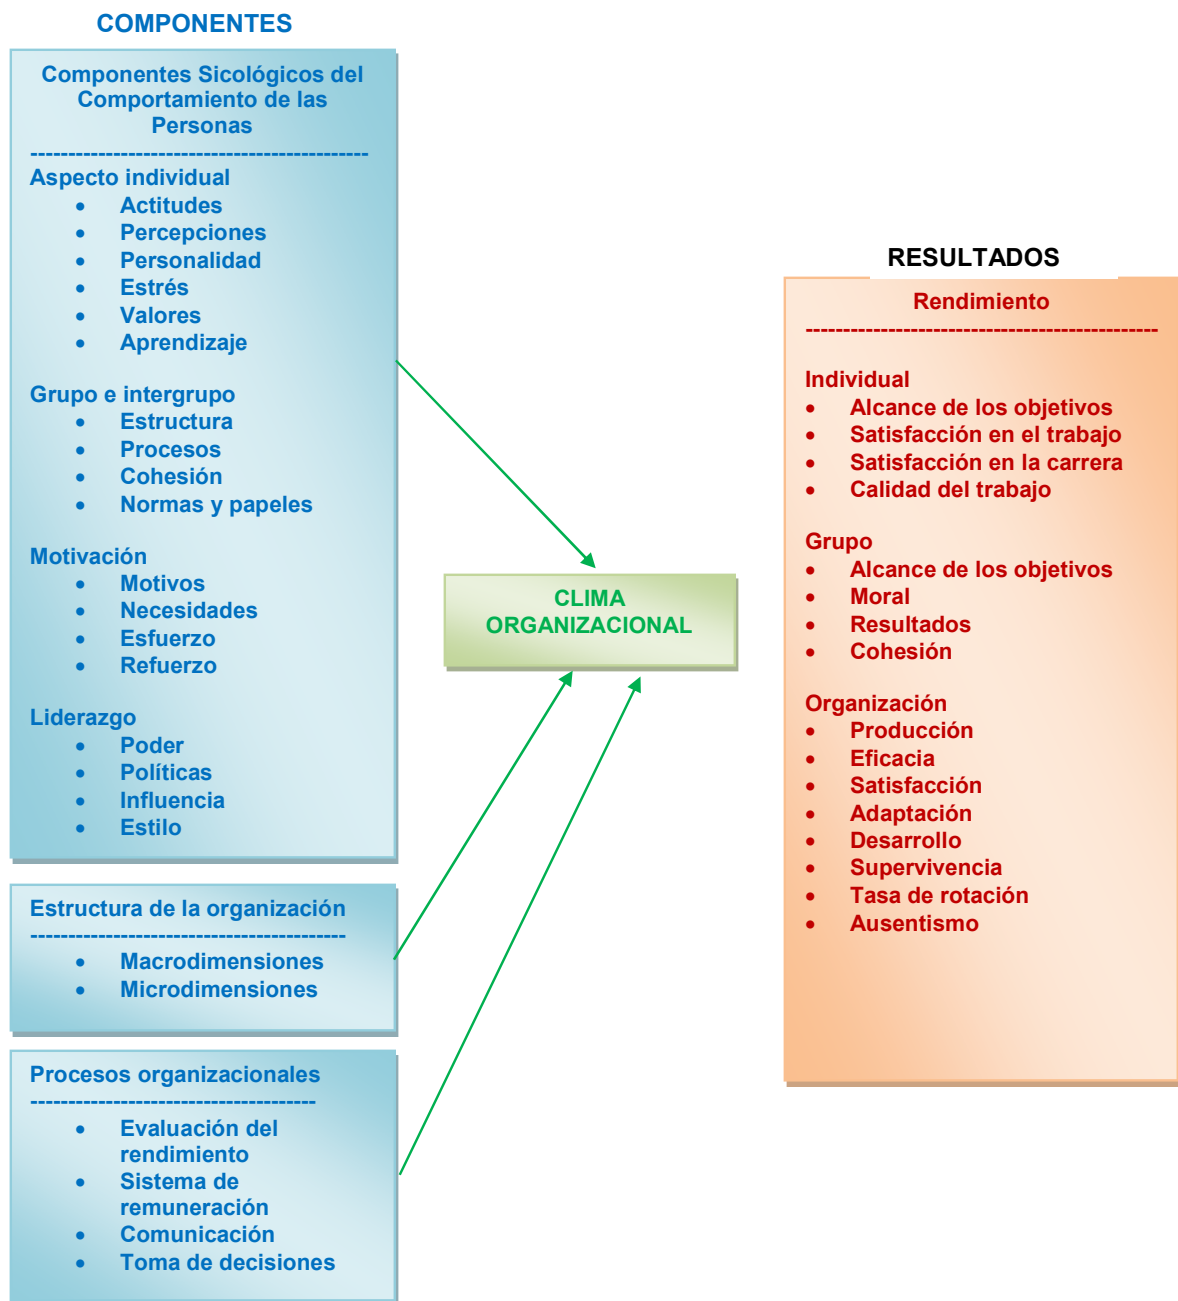 COMPONENTES
Componentes Sicológicos del
Comportamiento de las
Personas
--------------------------------------------
Aspecto individual
• Actitudes
• Percepciones
• Personalidad
• Estrés
• Valores
• Aprendizaje
Grupo e intergrupo
• Estructura
• Procesos
• Cohesión
• Normas y papeles
Motivación
• Motivos
• Necesidades
• Esfuerzo
• Refuerzo
Liderazgo
• Poder
• Políticas
• Influencia
• Estilo
Estructura de la organización
-----------------------------------------
• Macrodimensiones
• Microdimensiones
Procesos organizacionales
-------------------------------------
• Evaluación del
rendimiento
• Sistema de
remuneración
• Comunicación
• Toma de decisiones
CLIMA
ORGANIZACIONAL
RESULTADOS
Rendimiento
-----------------------------------------------
Individual
• Alcance de los objetivos
• Satisfacción en el trabajo
• Satisfacción en la carrera
• Calidad del trabajo
Grupo
• Alcance de los objetivos
• Moral
• Resultados
• Cohesión
Organización
• Producción
• Eficacia
• Satisfacción
• Adaptación
• Desarrollo
• Supervivencia
• Tasa de rotación
• Ausentismo